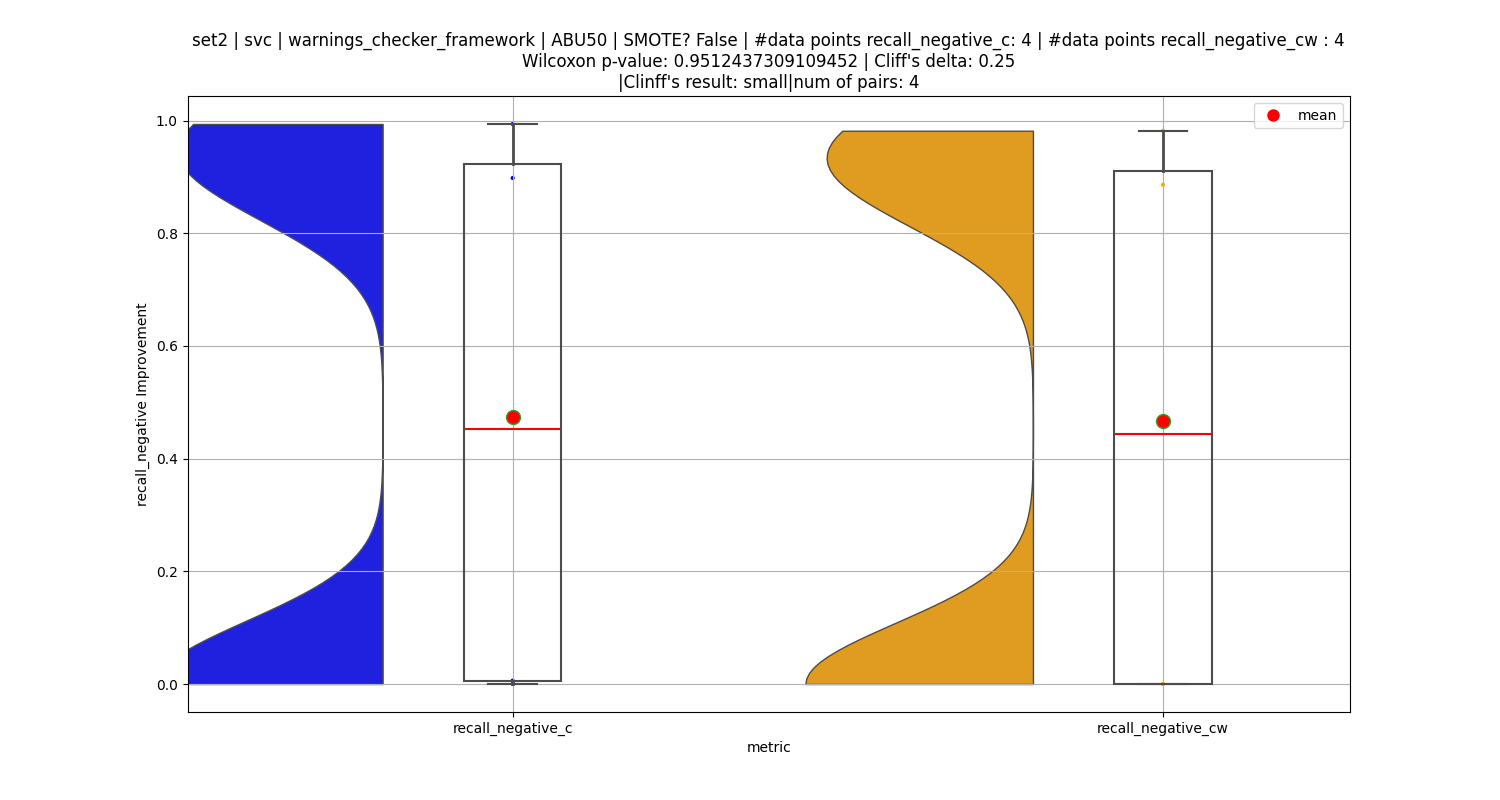 set2 | svc | warnings_checker_framework | ABU50 | SMOTE? False | #data points recall_negative_c: 4 | #data points recall_negative_cw : 4
Wilcoxon p-value: 0.9512437309109452 | Cliff's delta: 0.25
|Clinff's result: small|num of pairs: 4
mean
1.0
0.8
0.6
0.4
0.2
0.0
recall_negative Improvement
recall_negative_c
recall_negative_cw
metric